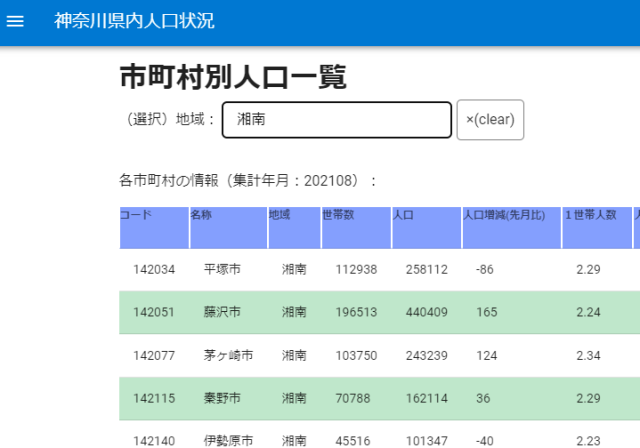 神奈川県内人口状況
市町村別人口一覧
（選択）地域： 湘南 ×(clear)
各市町村の情報（集計年月：202108）：
コード 名称 地域 世帯数 人口 人口増減(先月比) １世帯人数
142034 平塚市 湘南 112938 258112 -86 2.29
142051 藤沢市 湘南 196513 440409 165 2.24
142077 茅ヶ崎市 湘南 103750 243239 124 2.34
142115 秦野市 湘南 70788 162114 36 2.29
142140 伊勢原市 湘南 45516 101347 -40 2.23